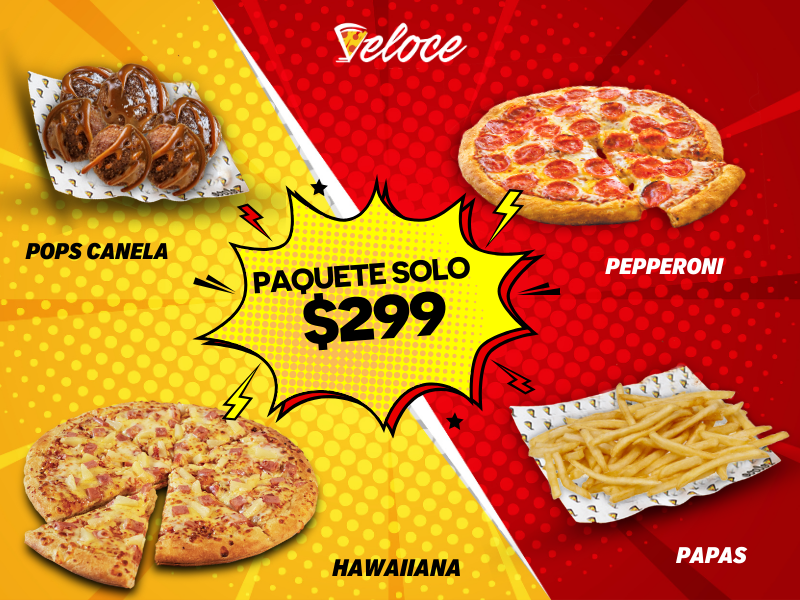 Veloce
POPS CANELA
PEPPERONI
PAQUETE SOLO
$299
HAWAIIANA
PAPAS